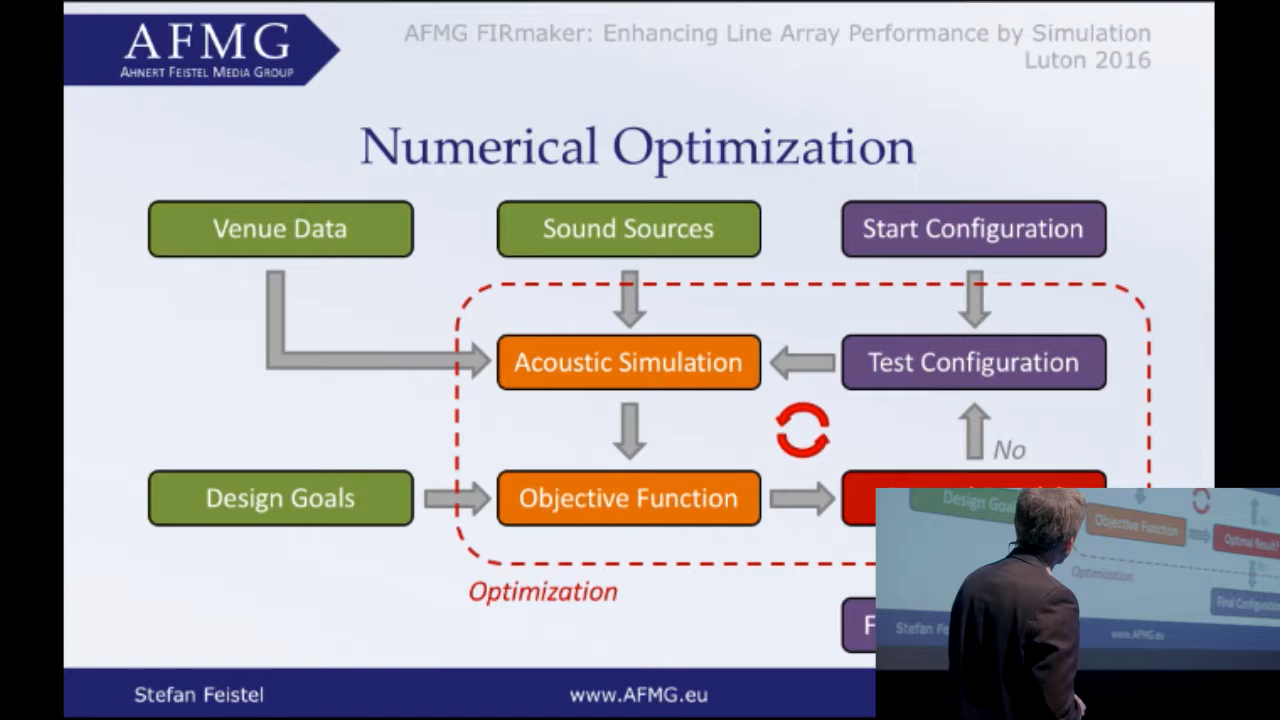 AFMG
AHNERT FEISTEL MEDIA GROUP
AFMG FIRmaker: Enhancing Line Array Performance by Simulation
Luton 2016
Numerical Optimization
Venue Data
Sound Sources
Start Configuration
Acoustic Simulation
Test Configuration
No
Design Goals
Objective Function
Optimization
F
Stefan Feistel
www.AFMG.eu
Design Goal
Objective Function
Optimal Result?
Optimization
Final Configuration
Stefan Fe
www.AFMG.eu